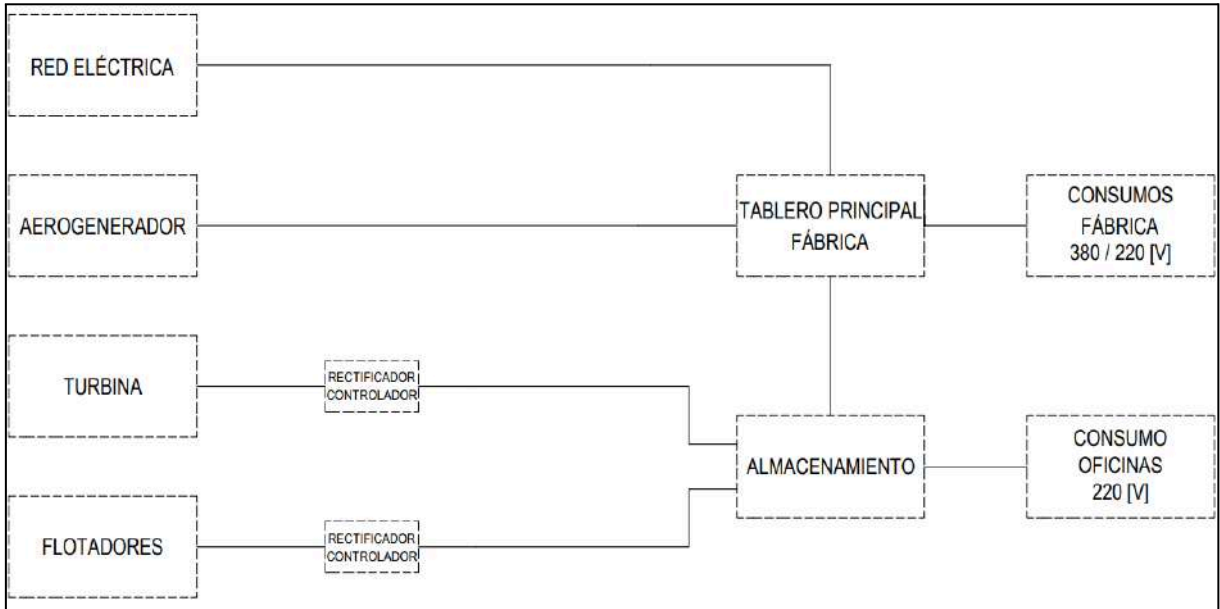 RED ELÉCTRICA
AEROGENERADOR
TABLERO PRINCIPAL
FÁBRICA
CONSUMOS
FÁBRICA
380 / 220 [V]
TURBINA
RECTIFICADOR
CONTROLADOR
ALMACENAMIENTO
CONSUMO
OFICINAS
220 [V]
FLOTADORES
RECTIFICADOR
CONTROLADOR